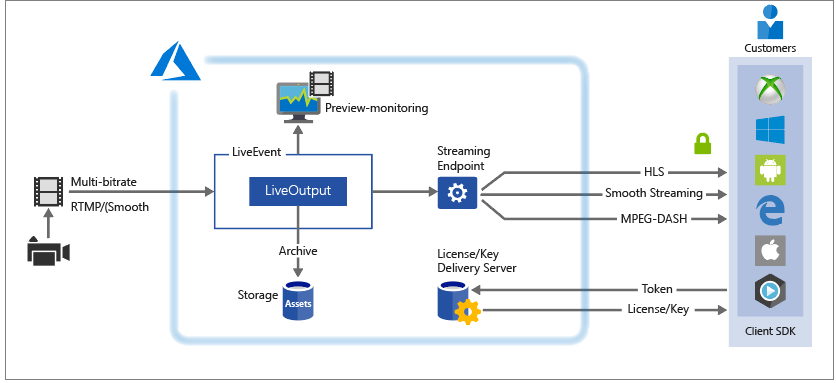 Customers
Preview-monitoring
LiveEvent
LiveOutput
Streaming
Endpoint
Multi-bitrate
RTMP/(Smooth
HLS
Smooth Streaming
MPEG-DASH
Archive
Storage
Assets
License/Key
Delivery Server
Token
License/Key
Client SDK